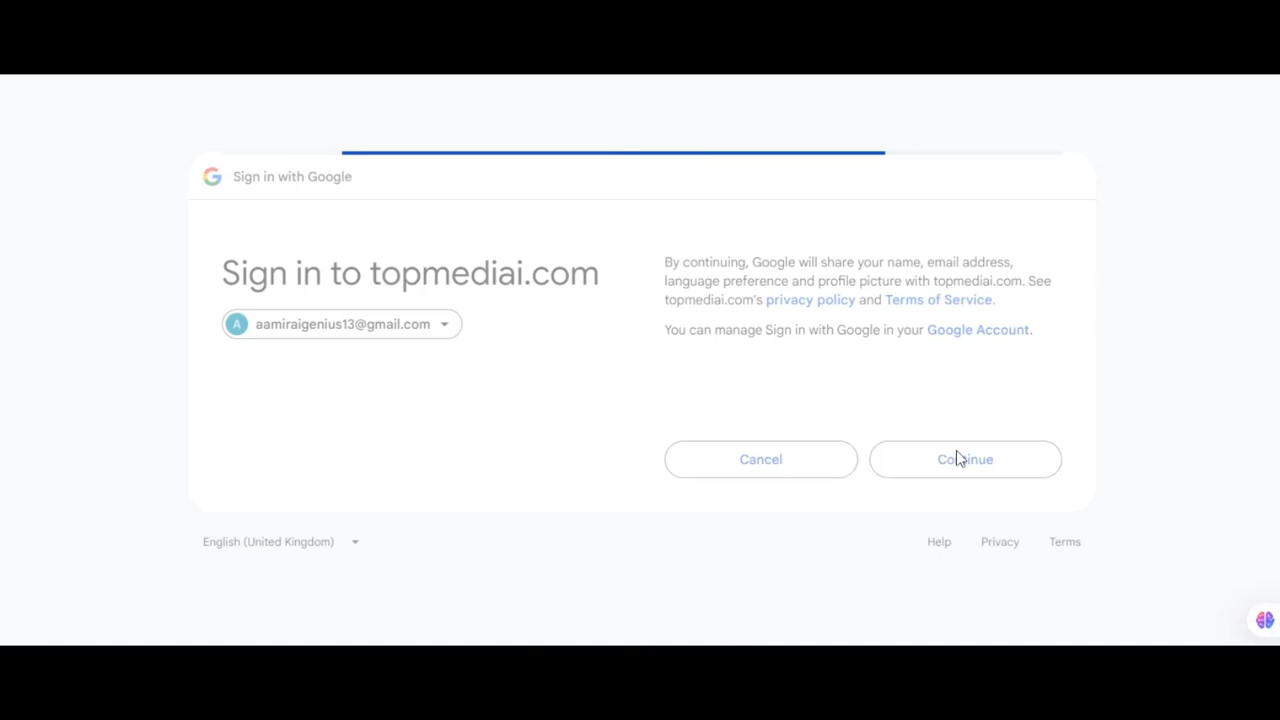 Sign in with Google
Sign in to topmediai.com
A aamiraigenius13@gmail.com
By continuing, Google will share your name, email address,
language preference and profile picture with topmediai.com. See
topmediai.com's privacy policy and Terms of Service.
You can manage Sign in with Google in your Google Account.
Cancel
Continue
English (United Kingdom)
Help
Privacy
Terms